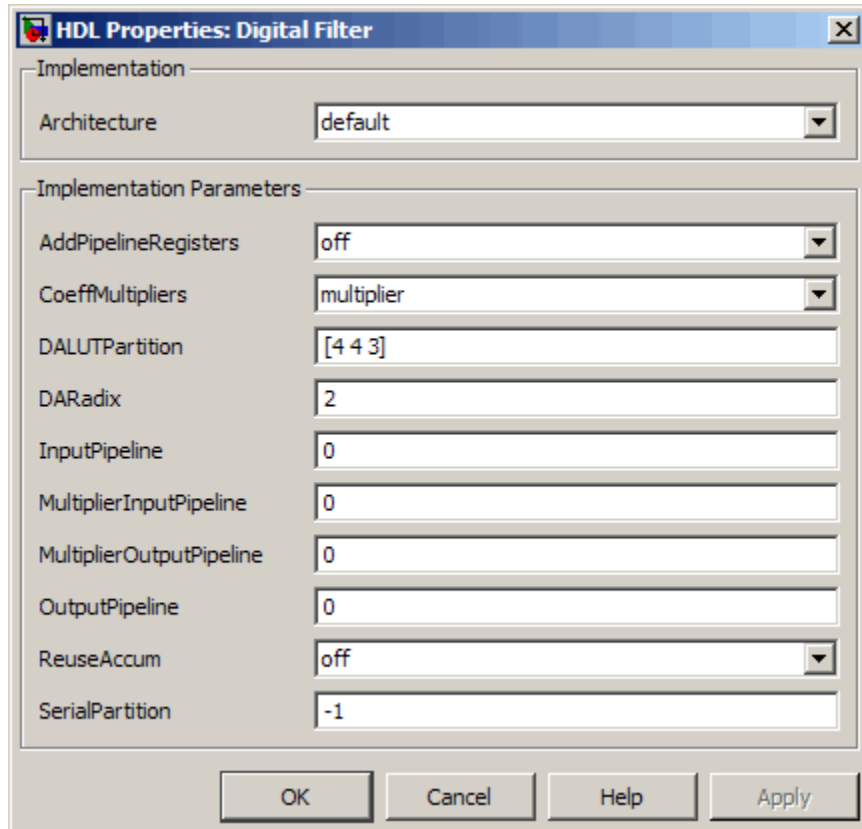 HDL Properties: Digital Filter
Implementation
Architecture default
Implementation Parameters
AddPipelineRegisters off
CoeffMultipliers multiplier
DALUTPartition [4 4 3]
DARadix 2
InputPipeline 0
MultiplierInputPipeline 0
MultiplierOutputPipeline 0
OutputPipeline 0
ReuseAccum off
SerialPartition -1
OK Cancel Help Apply